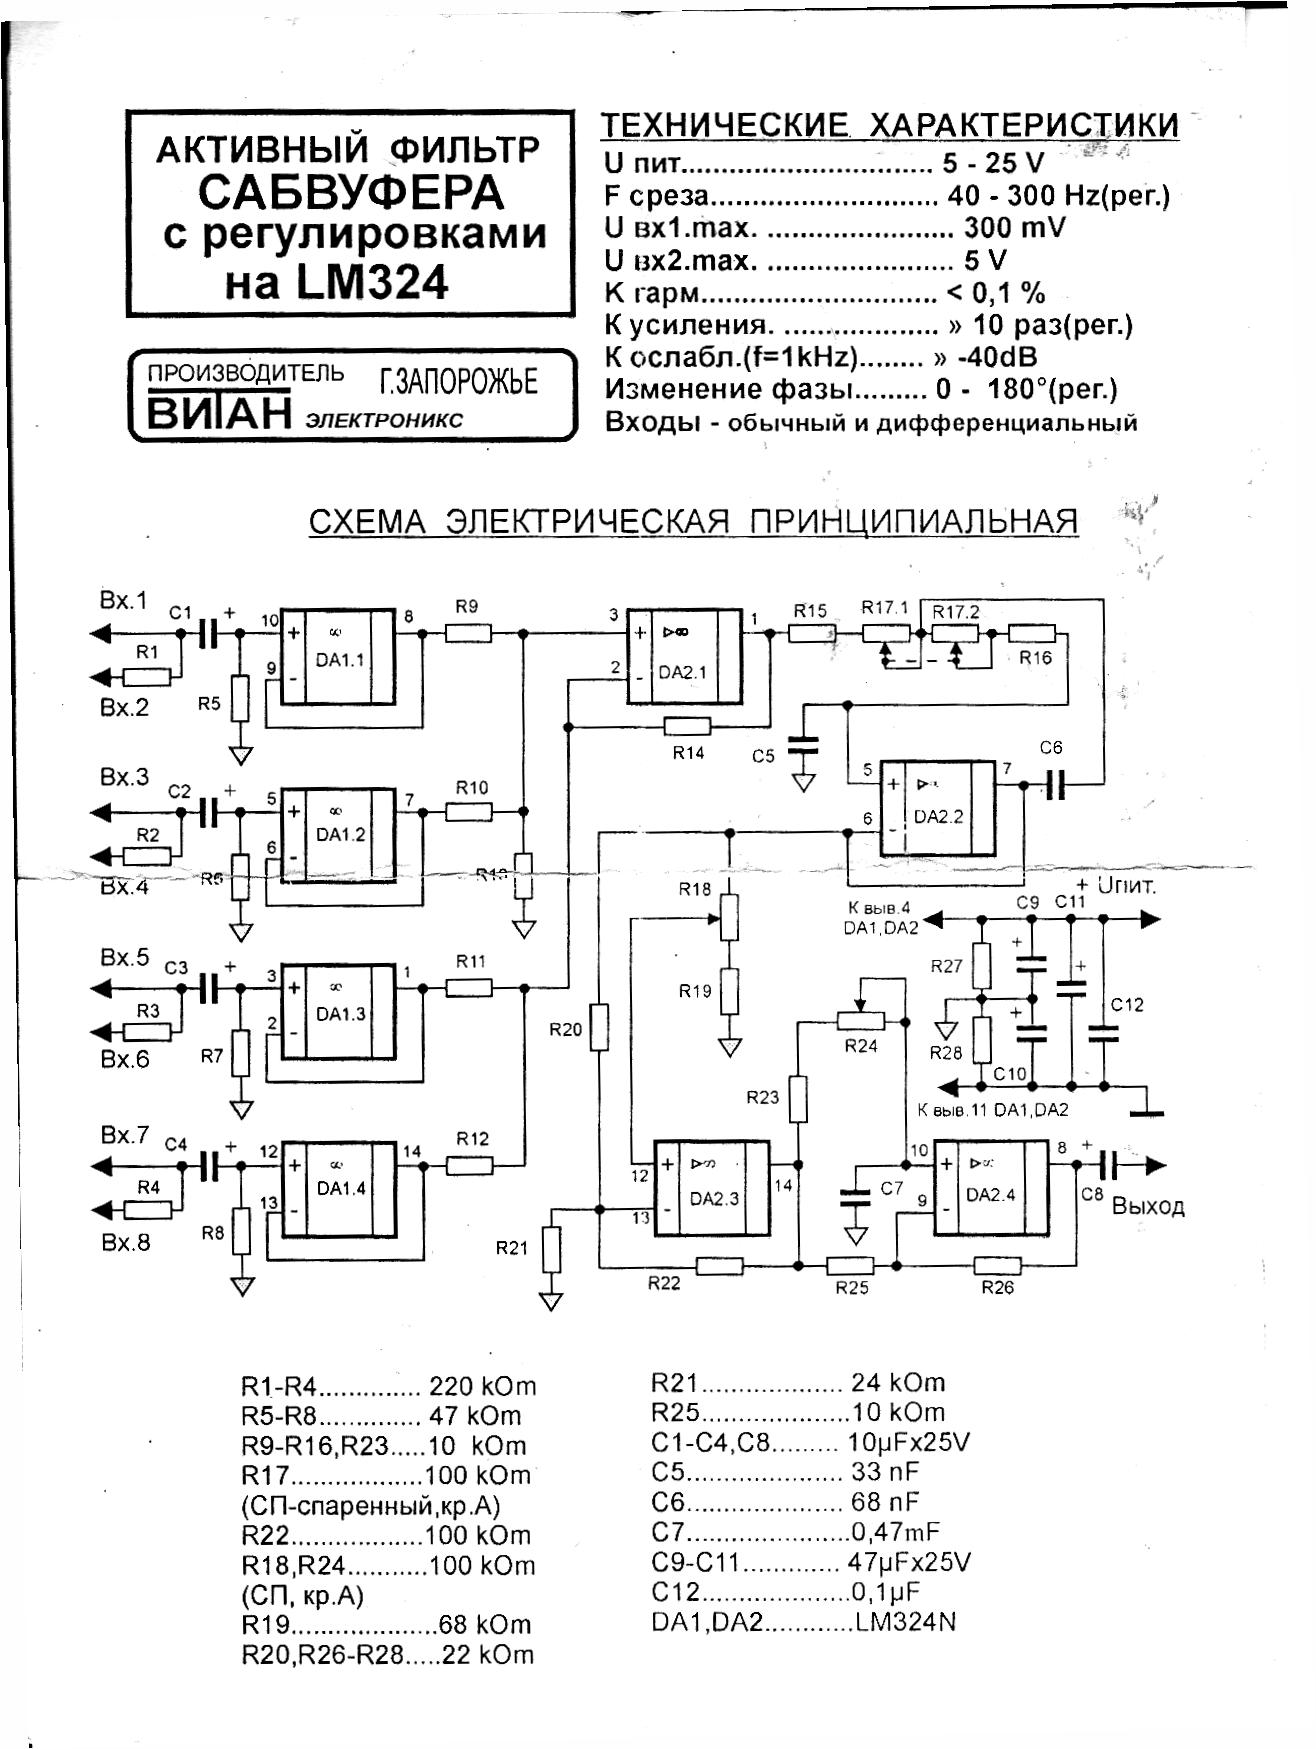 АКТИВНЫЙ ФИЛЬТР
САБВУФЕРА
с регулировками
на LM324
ПРОИЗВОДИТЕЛЬ Г.ЗАПОРОЖЬЕ
ВИТАН ЭЛЕКТРОНИКС
ТЕХНИЧЕСКИЕ ХАРАКТЕРИСТИКИ
U пит............................... 5 - 25 V
F среза............................ 40 - 300 Hz(рег.)
U вх1.max. ....................... 300 mV
U вх2.max. ....................... 5 V
К гарм............................. < 0,1 %
К усиления. ................... » 10 раз(рег.)
К ослабл.(f=1kHz)........ » -40dB
Изменение фазы......... 0 - 180°(рег.)
Входы - обычный и дифференциальный
СХЕМА ЭЛЕКТРИЧЕСКАЯ ПРИНЦИПИАЛЬНАЯ
Вх.1 C1 + 10 + ∞ 8 R9 3 + ▷∞ 1 R15 R17.1 R17.2
R1 DA1.1 9 - 2 - DA2.1 R16
Вх.2 R5 R14 C5 C6
Вх.3 C2 + 5 + ∞ 7 R10 5 + 7
R2 DA1.2 6 - 6 - DA2.2
Вх.4 R6
R18 К выв.4 C9 C11 + Uпит.
DA1,DA2
Вх.5 C3 + 3 + ∞ 1 R11 R27 +
R3 DA1.3 2 - R19 + C12
Вх.6 R7 R20 R24 R28
R23 C10
К выв.11 DA1,DA2
Вх.7 C4 + 12 + ∞ 14 R12 12 + 14 10 + 8 +
R4 DA1.4 13 - 13 - DA2.3 C7 9 - DA2.4 C8
Вх.8 R8 R21 Выход
R22 R25 R26
R1-R4.............. 220 kOm
R5-R8.............. 47 kOm
R9-R16,R23.....10 kOm
R17...................100 kOm
(СП-спаренный,кр.А)
R22...................100 kOm
R18,R24...........100 kOm
(СП, кр.А)
R19.....................68 kOm
R20,R26-R28.....22 kOm
R21.................... 24 kOm
R25.....................10 kOm
C1-C4,C8......... 10µFx25V
C5...................... 33 nF
C6...................... 68 nF
C7.......................0,47mF
C9-C11............. 47µFx25V
C12.....................0,1µF
DA1,DA2............LM324N